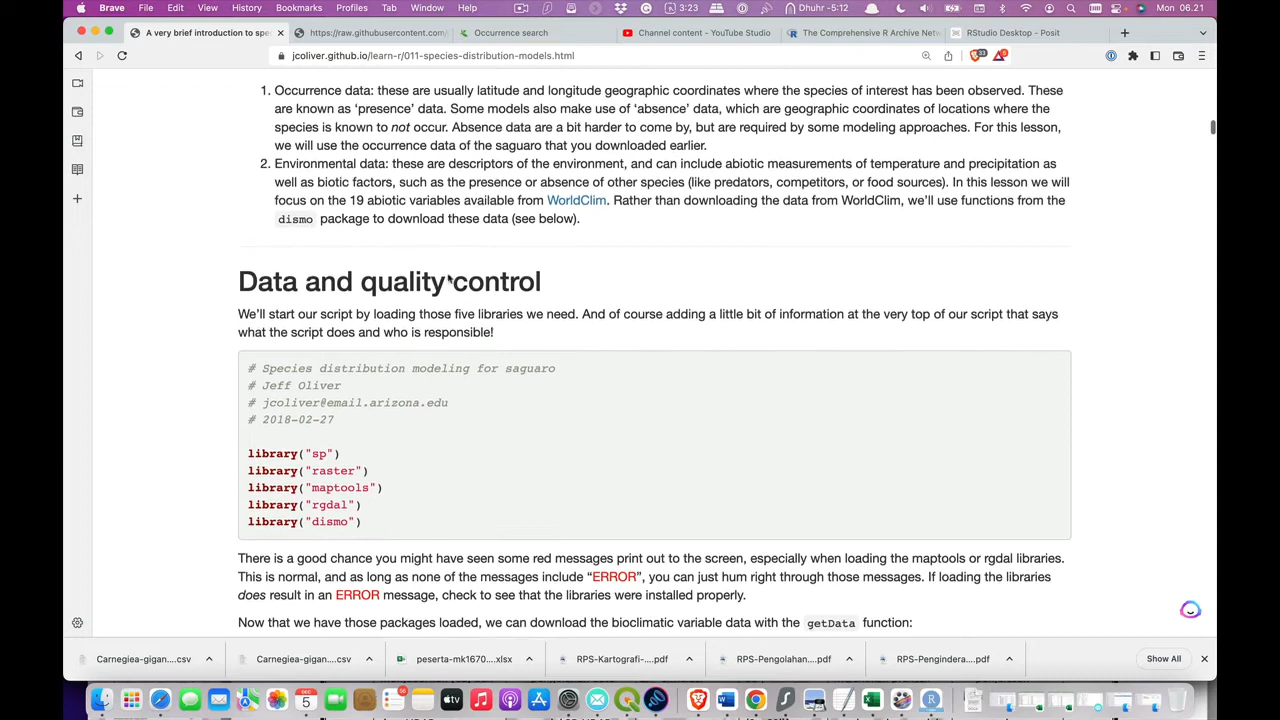 Brave File Edit View History Bookmarks Profiles Tab Window Help 3:23 Dhuhr -5:12 Mon 06.21
A very brief introduction to spe
https://raw.githubusercontent.com/
Occurrence search
Channel content - YouTube Studio
The Comprehensive R Archive Netw
RStudio Desktop - Posit
jcoliver.github.io/learn-r/011-species-distribution-models.html
33
1. Occurrence data: these are usually latitude and longitude geographic coordinates where the species of interest has been observed. These
are known as ‘presence’ data. Some models also make use of ‘absence’ data, which are geographic coordinates of locations where the
species is known to not occur. Absence data are a bit harder to come by, but are required by some modeling approaches. For this lesson,
we will use the occurrence data of the saguaro that you downloaded earlier.
2. Environmental data: these are descriptors of the environment, and can include abiotic measurements of temperature and precipitation as
well as biotic factors, such as the presence or absence of other species (like predators, competitors, or food sources). In this lesson we will
focus on the 19 abiotic variables available from WorldClim. Rather than downloading the data from WorldClim, we’ll use functions from the
dismo package to download these data (see below).
Data and quality control
We’ll start our script by loading those five libraries we need. And of course adding a little bit of information at the very top of our script that says
what the script does and who is responsible!
# Species distribution modeling for saguaro
# Jeff Oliver
# jcoliver@email.arizona.edu
# 2018-02-27
library("sp")
library("raster")
library("maptools")
library("rgdal")
library("dismo")
There is a good chance you might have seen some red messages print out to the screen, especially when loading the maptools or rgdal libraries.
This is normal, and as long as none of the messages include “ERROR”, you can just hum right through those messages. If loading the libraries
does result in an ERROR message, check to see that the libraries were installed properly.
Now that we have those packages loaded, we can download the bioclimatic variable data with the getData function:
Carnegiea-gigan....csv
Carnegiea-gigan....csv
peserta-mk1670....xlsx
RPS-Kartografi-....pdf
RPS-Pengolahan....pdf
RPS-Pengindera....pdf
Show All